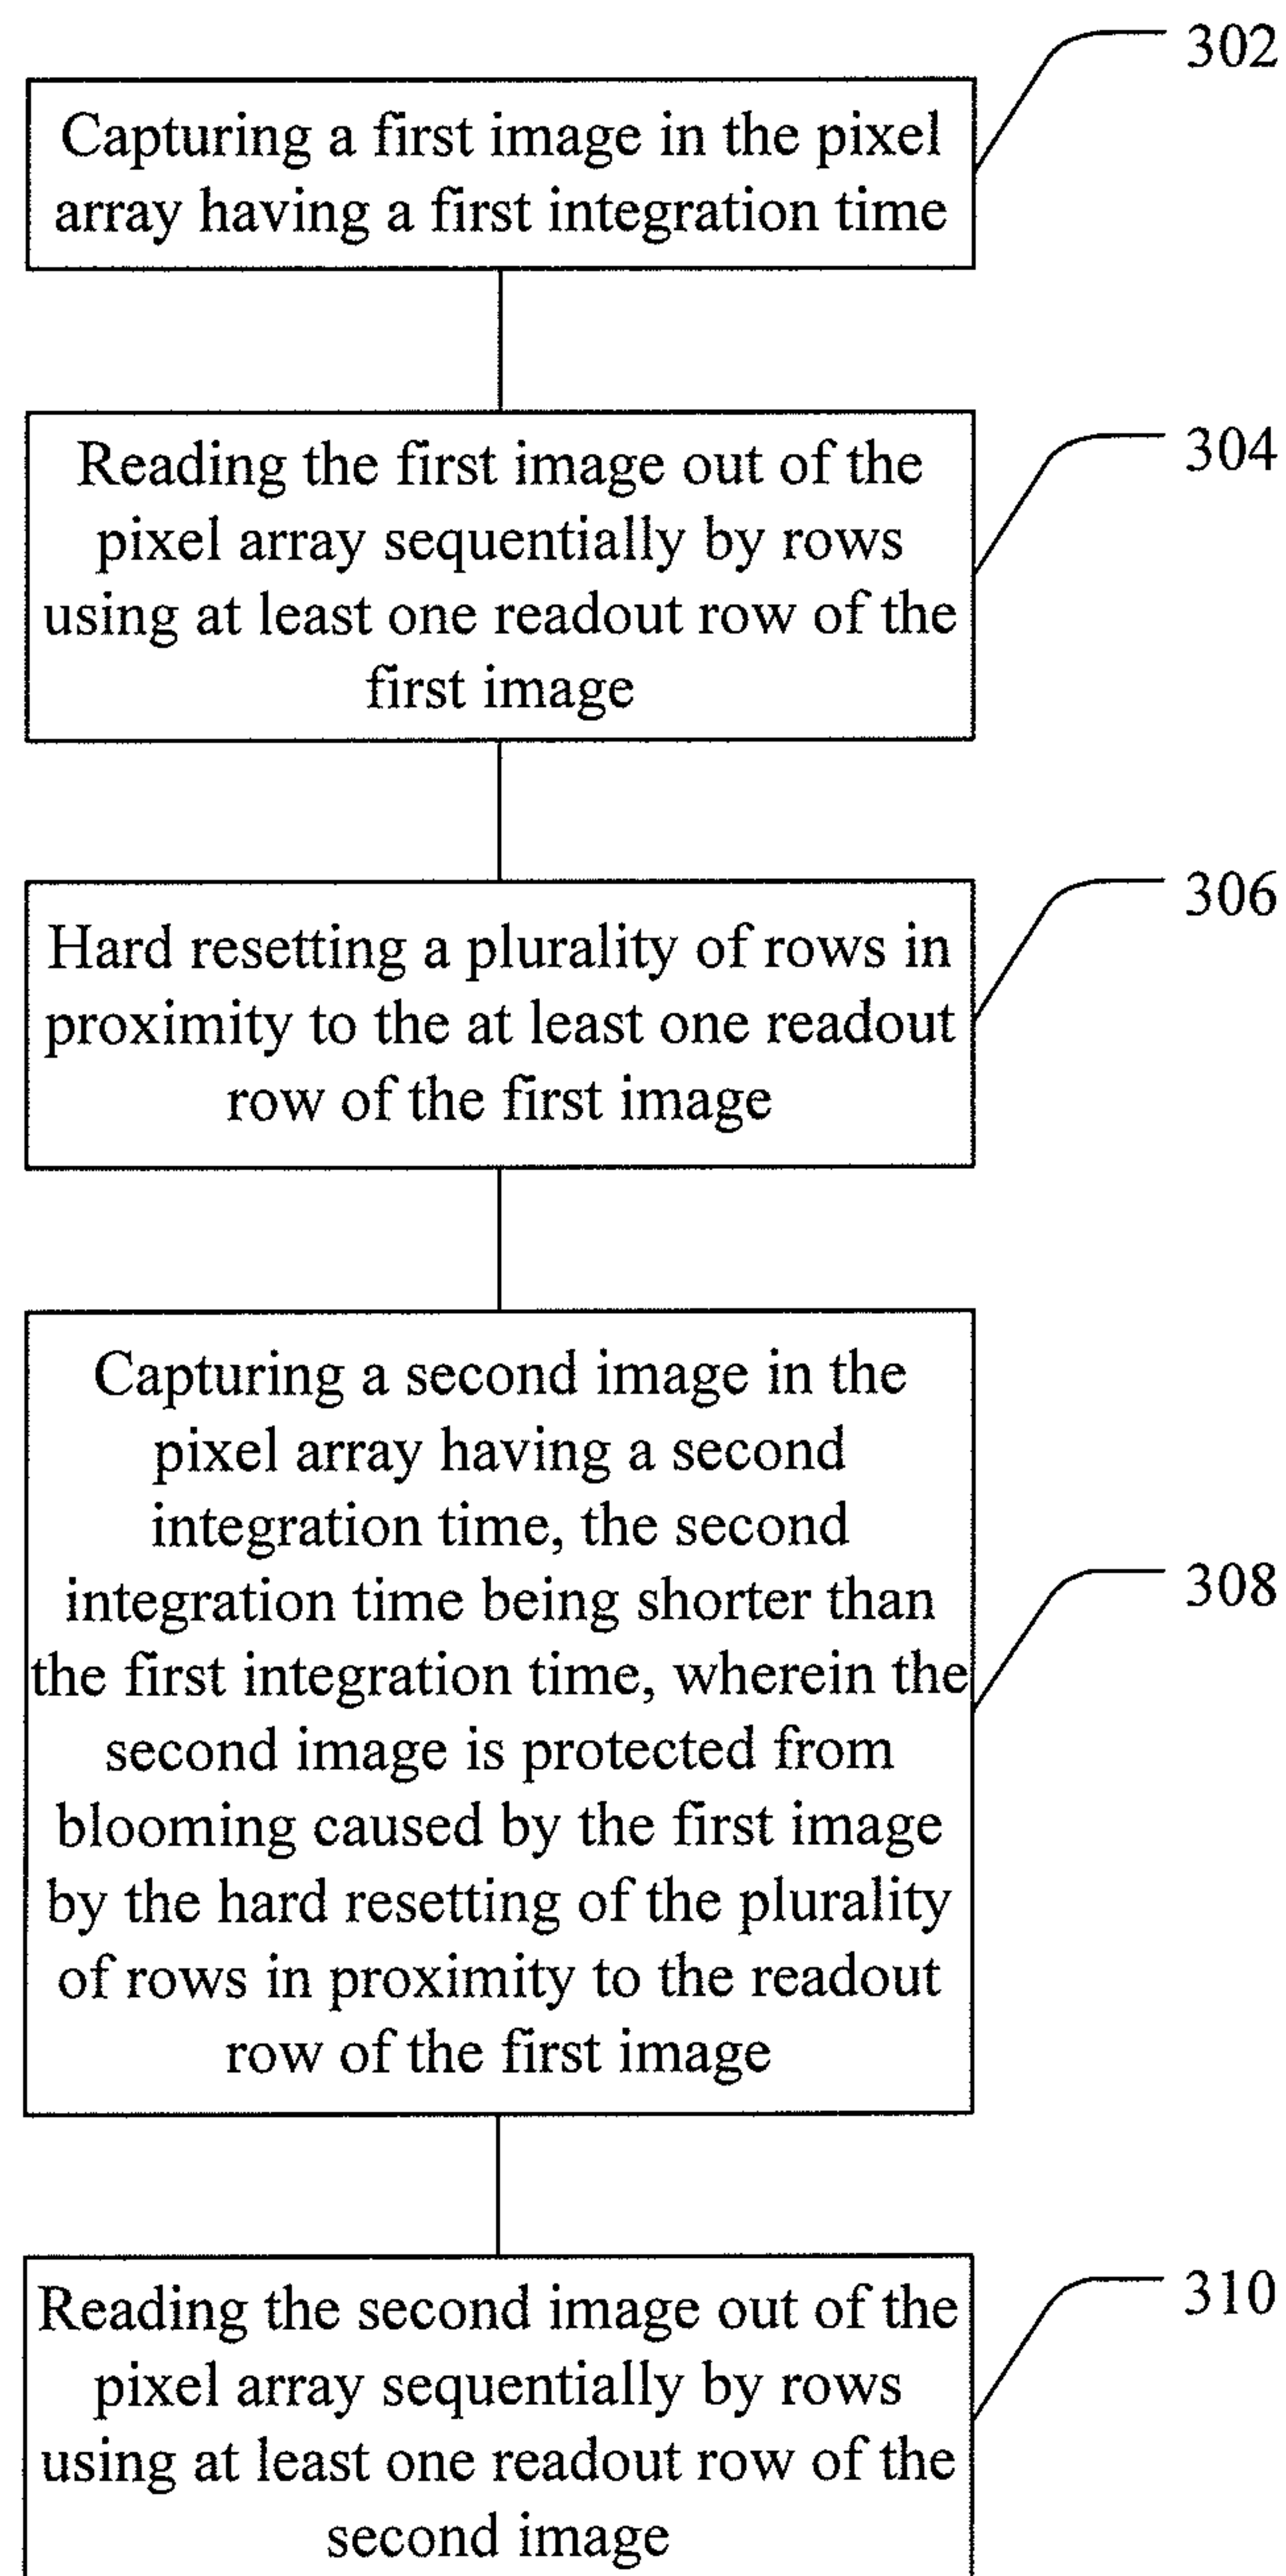 302
Capturing a first image in the pixel
array having a first integration time
304
Reading the first image out of the
pixel array sequentially by rows
using at least one readout row of the
first image
306
Hard resetting a plurality of rows in
proximity to the at least one readout
row of the first image
308
Capturing a second image in the
pixel array having a second
integration time, the second
integration time being shorter than
the first integration time, wherein the
second image is protected from
blooming caused by the first image
by the hard resetting of the plurality
of rows in proximity to the readout
row of the first image
310
Reading the second image out of the
pixel array sequentially by rows
using at least one readout row of the
second image